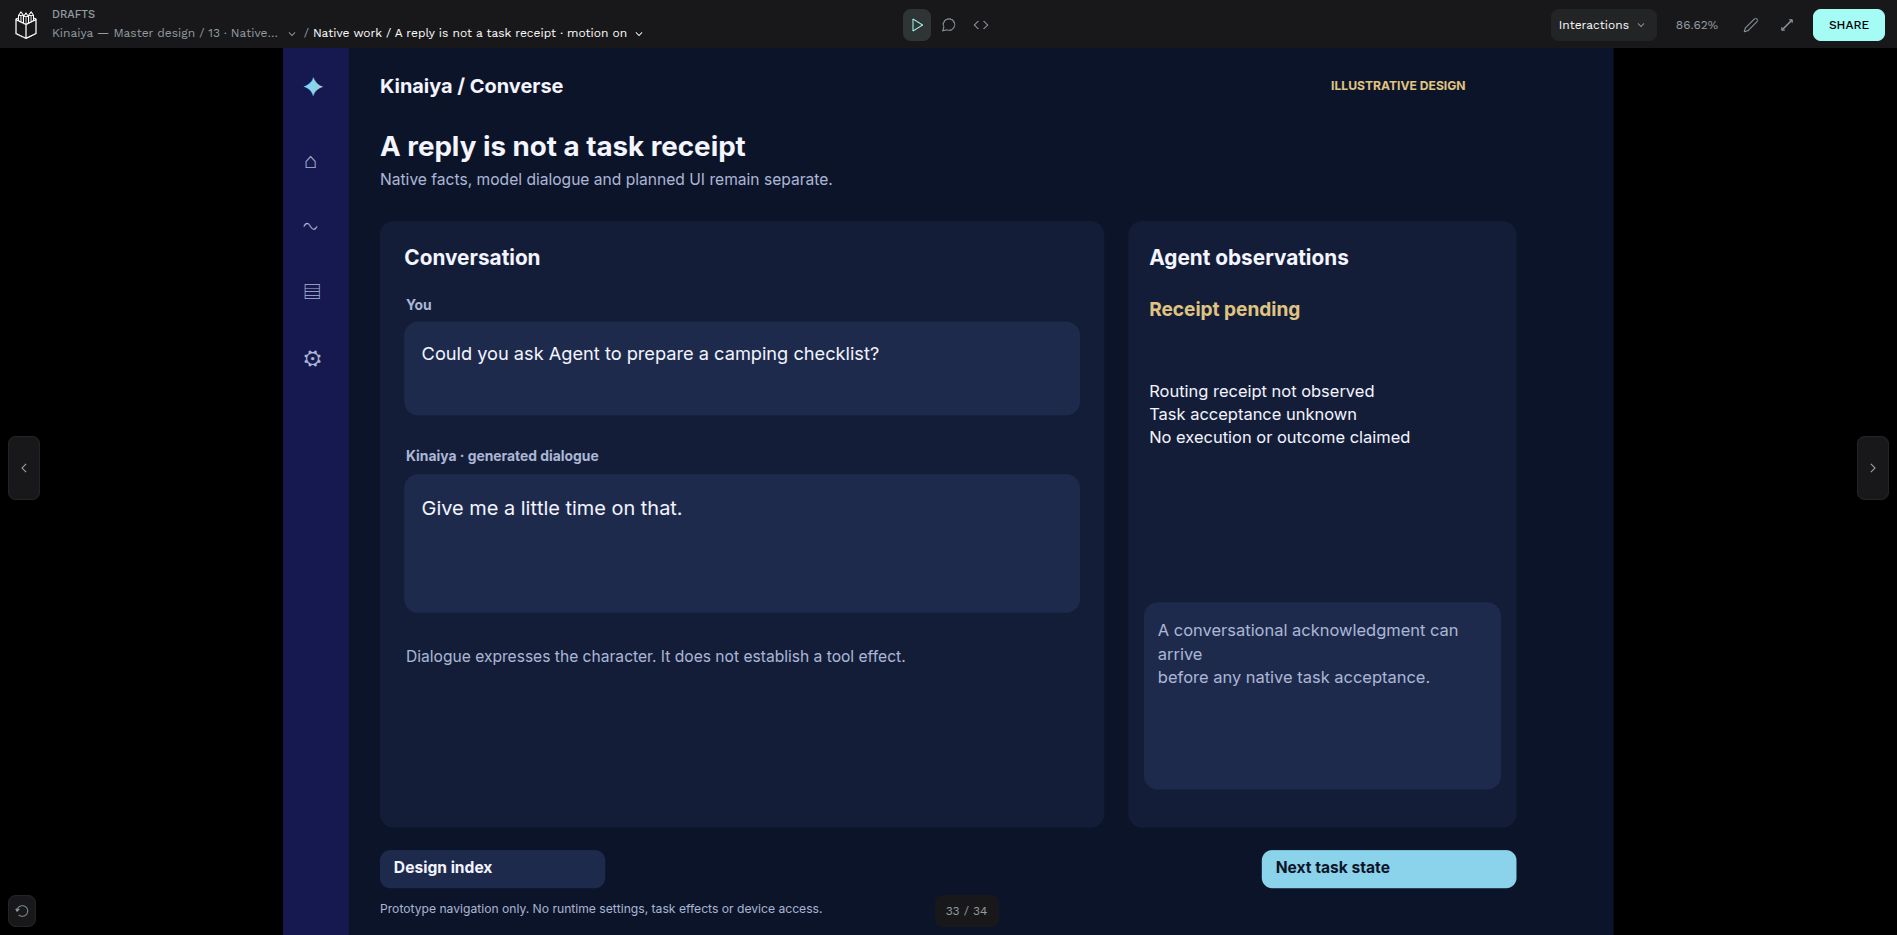 DRAFTS
Kinaiya — Master design / 13 · Native... / Native work / A reply is not a task receipt · motion on
Interactions
86.62%
SHARE
Kinaiya / Converse
ILLUSTRATIVE DESIGN
A reply is not a task receipt
Native facts, model dialogue and planned UI remain separate.
Conversation
You
Could you ask Agent to prepare a camping checklist?
Kinaiya · generated dialogue
Give me a little time on that.
Dialogue expresses the character. It does not establish a tool effect.
Agent observations
Receipt pending
Routing receipt not observed
Task acceptance unknown
No execution or outcome claimed
A conversational acknowledgment can
arrive
before any native task acceptance.
Design index
Next task state
Prototype navigation only. No runtime settings, task effects or device access.
33 / 34